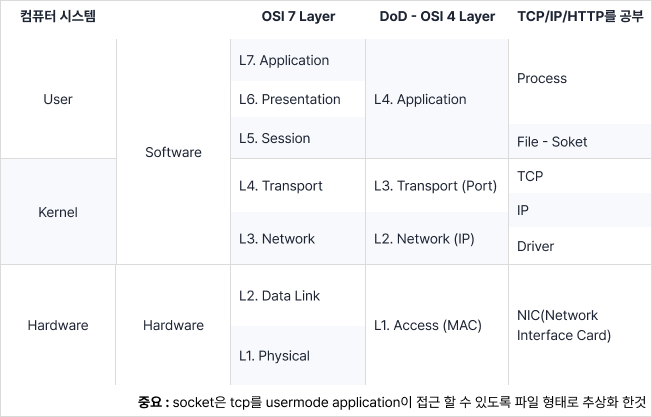 컴퓨터 시스템 OSI 7 Layer DoD - OSI 4 Layer TCP/IP/HTTP를 공부
User
Kernel
Hardware
Software
Hardware
L7. Application
L6. Presentation
L5. Session
L4. Transport
L3. Network
L2. Data Link
L1. Physical
L4. Application
L3. Transport (Port)
L2. Network (IP)
L1. Access (MAC)
Process
File - Soket
TCP
IP
Driver
NIC(Network
Interface Card)
중요 : socket은 tcp를 usermode application이 접근 할 수 있도록 파일 형태로 추상화 한것